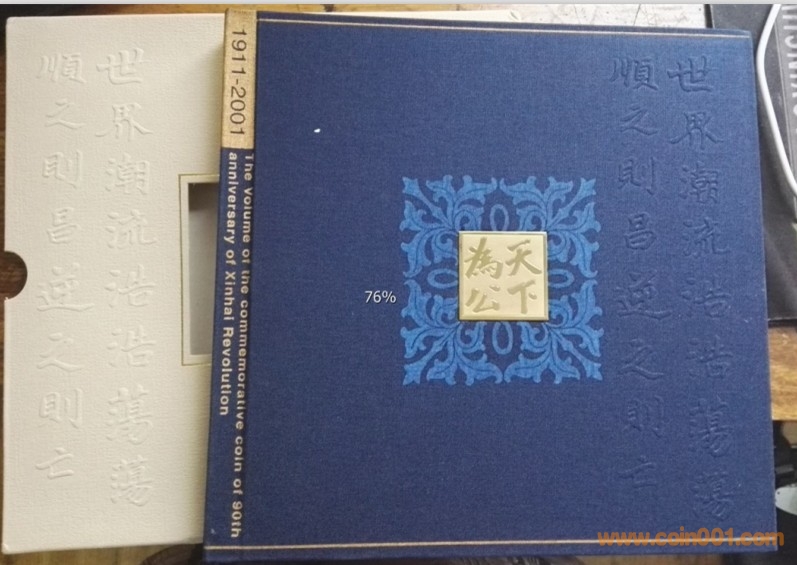 世界潮流浩浩蕩蕩
順之則昌逆之則亡
1911-2001
The volume of the commemorative coin of 90th
anniversary of Xinhai Revolution
76%
天下
為公
世界潮流浩浩蕩蕩
順之則昌逆之則亡
www.coin001.com